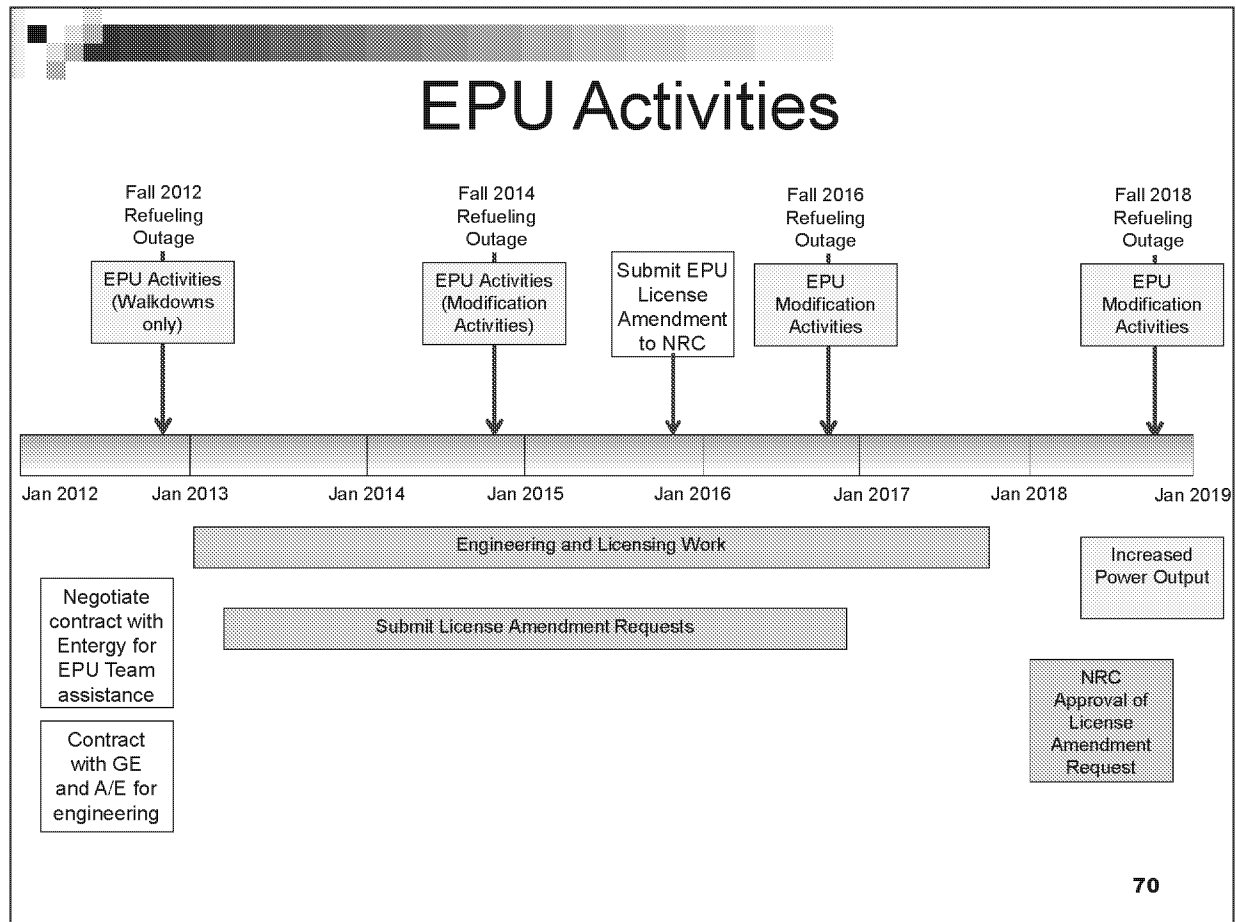 EPU Activities
Fall 2012
Refueling
Outage
EPU Activities
(Walkdowns
only)
Fall 2014
Refueling
Outage
EPU Activities
(Modification
Activities)
Submit EPU
License
Amendment
to NRC
Fall 2016
Refueling
Outage
EPU
Modification
Activities
Fall 2018
Refueling
Outage
EPU
Modification
Activities
Jan 2012 Jan 2013 Jan 2014 Jan 2015 Jan 2016 Jan 2017 Jan 2018 Jan 2019
Engineering and Licensing Work
Increased
Power Output
Negotiate
contract with
Entergy for
EPU Team
assistance
Submit License Amendment Requests
NRC
Approval of
License
Amendment
Request
Contract
with GE
and A/E for
engineering
70